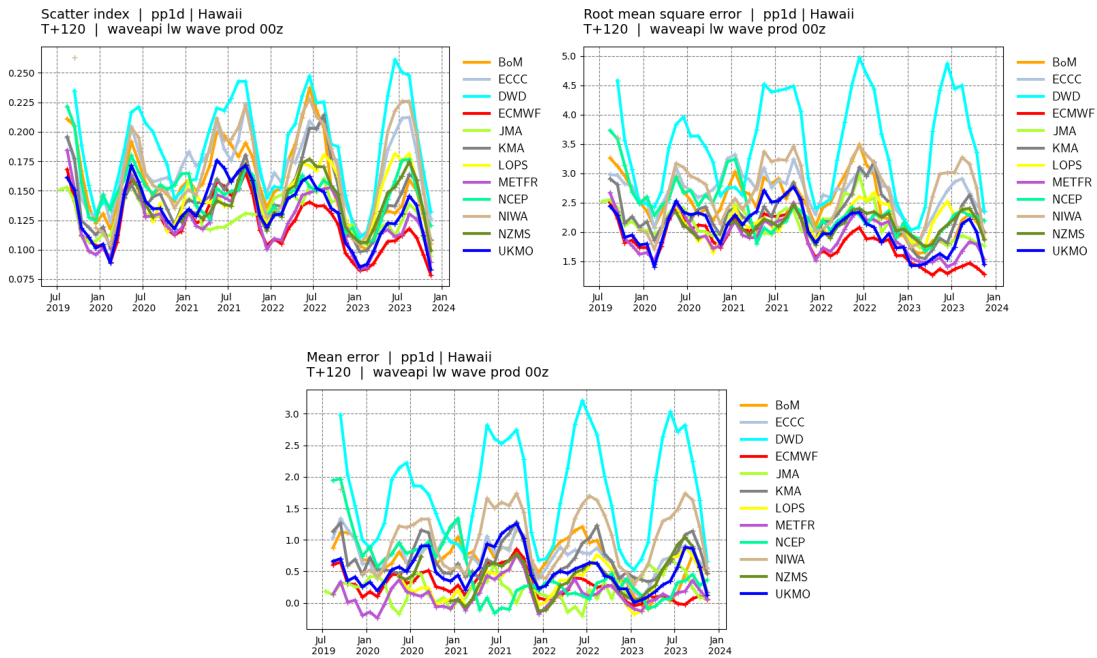 Scatter index | pp1d | Hawaii
T+120 | waveapi lw wave prod 00z
0.250
0.225
0.200
0.175
0.150
0.125
0.100
0.075
Jul 2019
Jan 2020
Jul 2020
Jan 2021
Jul 2021
Jan 2022
Jul 2022
Jan 2023
Jul 2023
Jan 2024
BoM
ECCC
DWD
ECMWF
JMA
KMA
LOPS
METFR
NCEP
NIWA
NZMS
UKMO
Root mean square error | pp1d | Hawaii
T+120 | waveapi lw wave prod 00z
5.0
4.5
4.0
3.5
3.0
2.5
2.0
1.5
Jul 2019
Jan 2020
Jul 2020
Jan 2021
Jul 2021
Jan 2022
Jul 2022
Jan 2023
Jul 2023
Jan 2024
BoM
ECCC
DWD
ECMWF
JMA
KMA
LOPS
METFR
NCEP
NIWA
NZMS
UKMO
Mean error | pp1d | Hawaii
T+120 | waveapi lw wave prod 00z
3.0
2.5
2.0
1.5
1.0
0.5
0.0
Jul 2019
Jan 2020
Jul 2020
Jan 2021
Jul 2021
Jan 2022
Jul 2022
Jan 2023
Jul 2023
Jan 2024
BoM
ECCC
DWD
ECMWF
JMA
KMA
LOPS
METFR
NCEP
NIWA
NZMS
UKMO